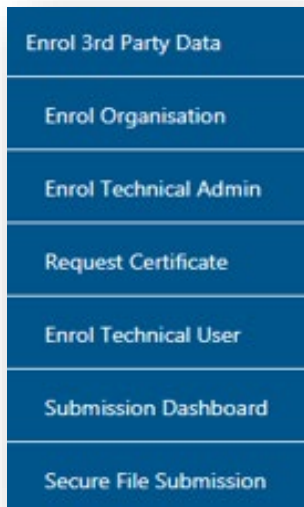 Enrol 3rd Party Data
Enrol Organisation
Enrol Technical Admin
Request Certificate
Enrol Technical User
Submission Dashboard
Secure File Submission